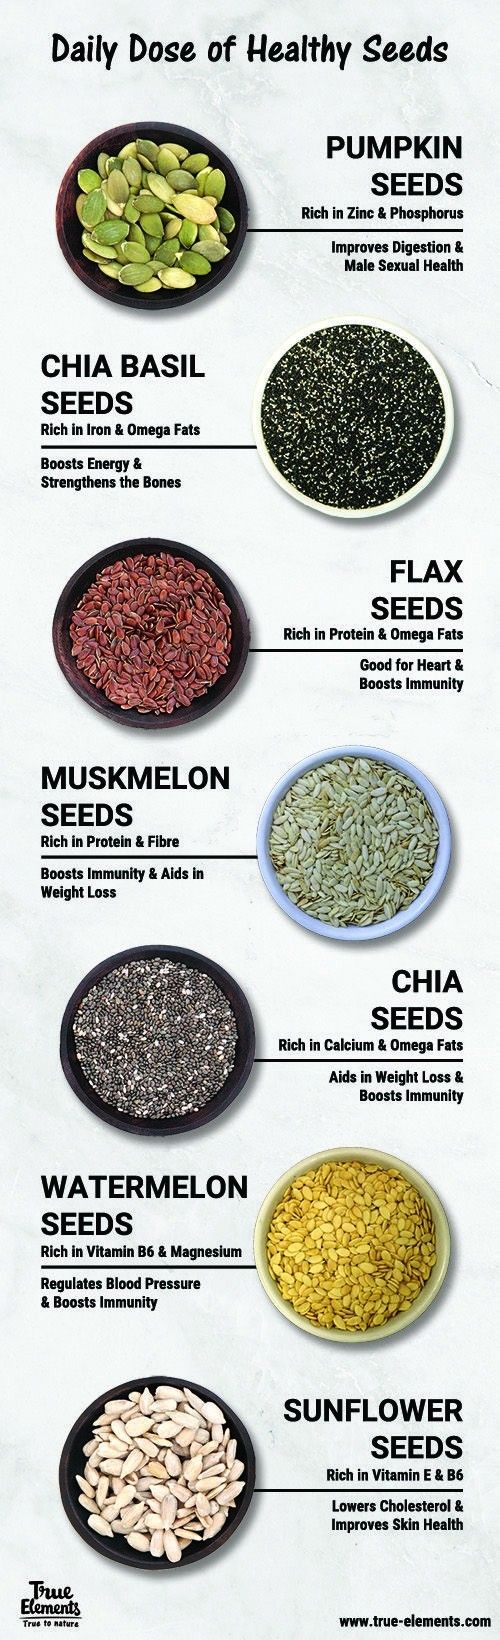 Daily Dose of Healthy Seeds
PUMPKIN
SEEDS
Rich in Zinc & Phosphorus
Improves Digestion &
Male Sexual Health
CHIA BASIL
SEEDS
Rich in Iron & Omega Fats
Boosts Energy &
Strengthens the Bones
FLAX
SEEDS
Rich in Protein & Omega Fats
Good for Heart &
Boosts Immunity
MUSKMELON
SEEDS
Rich in Protein & Fibre
Boosts Immunity & Aids in
Weight Loss
CHIA
SEEDS
Rich in Calcium & Omega Fats
Aids in Weight Loss &
Boosts Immunity
WATERMELON
SEEDS
Rich in Vitamin B6 & Magnesium
Regulates Blood Pressure
& Boosts Immunity
SUNFLOWER
SEEDS
Rich in Vitamin E & B6
Lowers Cholesterol &
Improves Skin Health
True
Elements
True to nature
www.true-elements.com